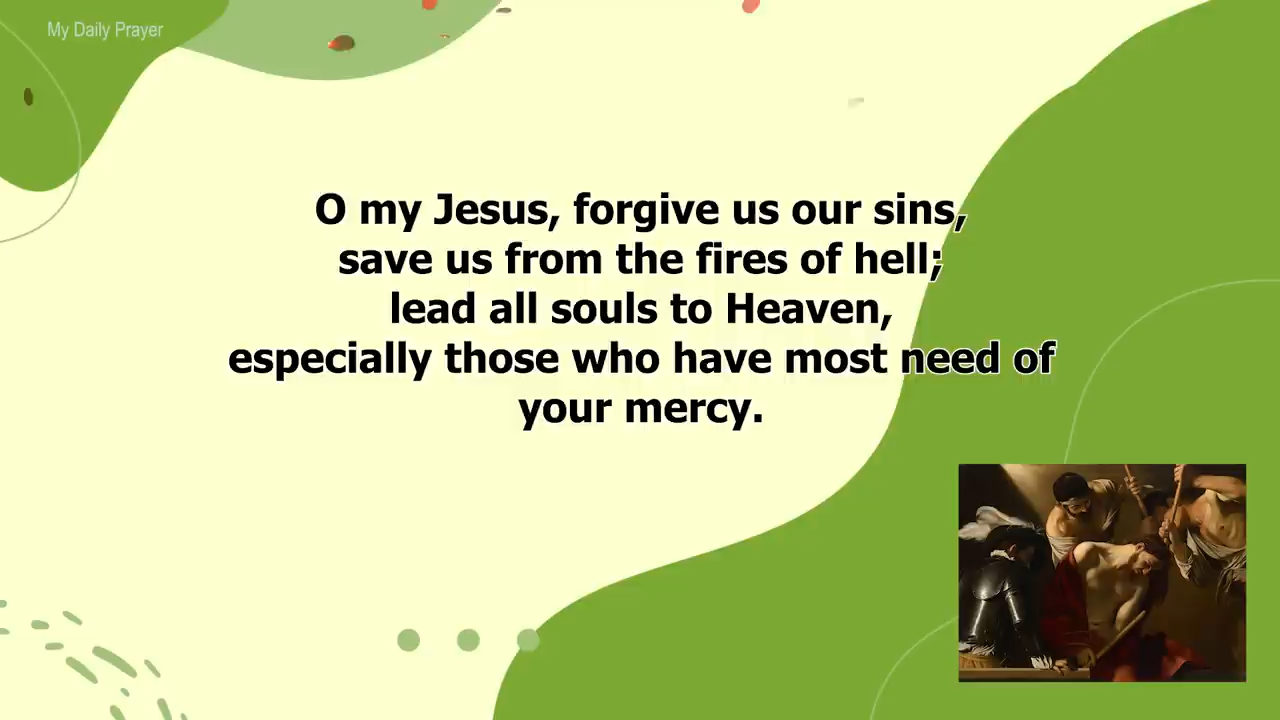 My Daily Prayer
O my Jesus, forgive us our sins,
save us from the fires of hell;
lead all souls to Heaven,
especially those who have most need of
your mercy.